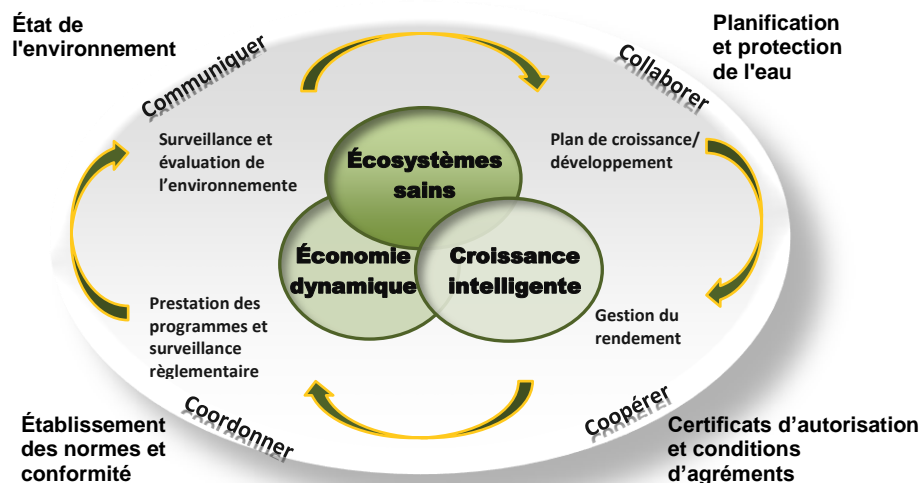 État de
l'environnement
Planification
et protection
de l'eau
Communiquer
Collaborer
Surveillance et
évaluation de
l'environnemente
Plan de croissance/
développement
Écosystèmes
sains
Économie
dynamique
Croissance
intelligente
Prestation des
programmes et
surveillance
règlementaire
Gestion du
rendement
Coordonner
Coopérer
Établissement
des normes et
conformité
Certificats d'autorisation
et conditions
d'agréments